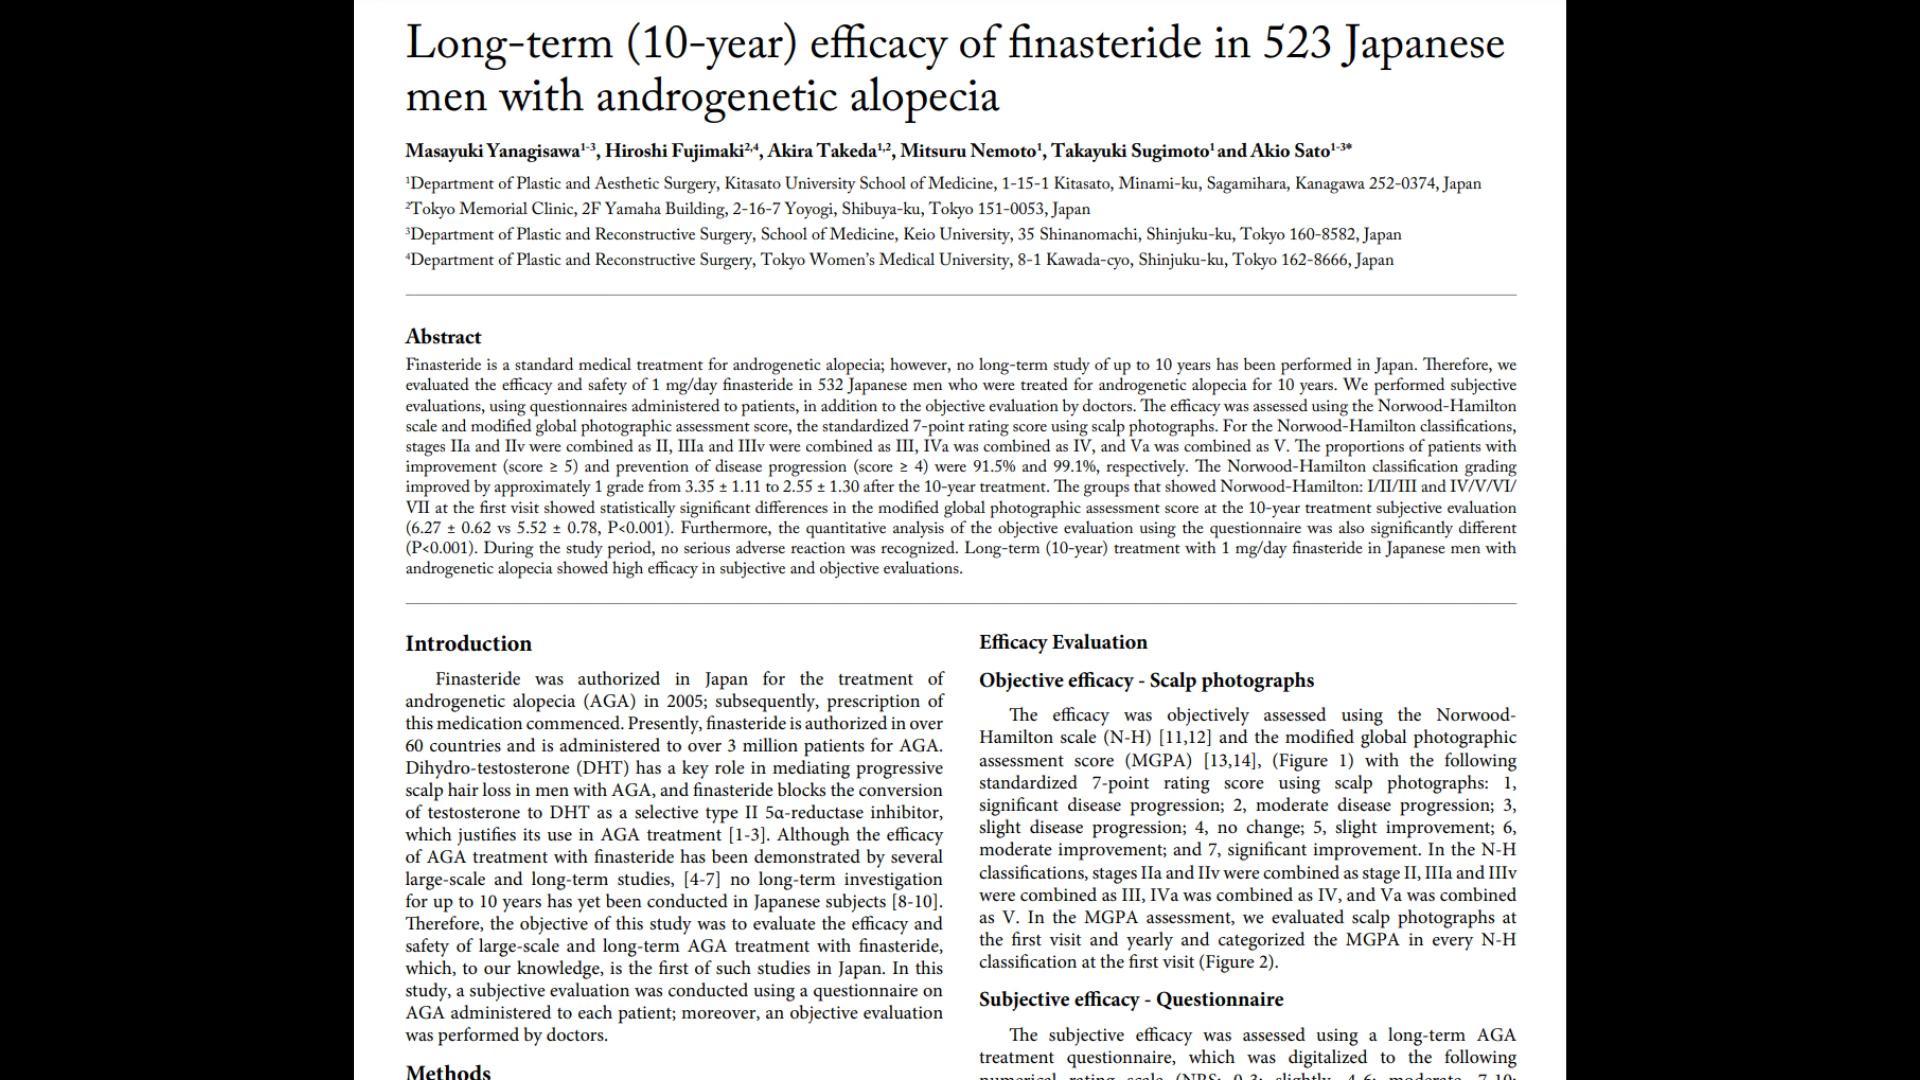 Long-term (10-year) efficacy of finasteride in 523 Japanese
men with androgenetic alopecia
Masayuki Yanagisawa1-3, Hiroshi Fujimaki2,4, Akira Takeda1,2, Mitsuru Nemoto1, Takayuki Sugimoto1 and Akio Sato1-3*
1Department of Plastic and Aesthetic Surgery, Kitasato University School of Medicine, 1-15-1 Kitasato, Minami-ku, Sagamihara, Kanagawa 252-0374, Japan
2Tokyo Memorial Clinic, 2F Yamaha Building, 2-16-7 Yoyogi, Shibuya-ku, Tokyo 151-0053, Japan
3Department of Plastic and Reconstructive Surgery, School of Medicine, Keio University, 35 Shinanomachi, Shinjuku-ku, Tokyo 160-8582, Japan
4Department of Plastic and Reconstructive Surgery, Tokyo Women's Medical University, 8-1 Kawada-cyo, Shinjuku-ku, Tokyo 162-8666, Japan
Abstract
Finasteride is a standard medical treatment for androgenetic alopecia; however, no long-term study of up to 10 years has been performed in Japan. Therefore, we
evaluated the efficacy and safety of 1 mg/day finasteride in 532 Japanese men who were treated for androgenetic alopecia for 10 years. We performed subjective
evaluations, using questionnaires administered to patients, in addition to the objective evaluation by doctors. The efficacy was assessed using the Norwood-Hamilton
scale and modified global photographic assessment score, the standardized 7-point rating score using scalp photographs. For the Norwood-Hamilton classifications,
stages IIa and IIv were combined as II, IIIa and IIIv were combined as III, IVa was combined as IV, and Va was combined as V. The proportions of patients with
improvement (score ≥ 5) and prevention of disease progression (score ≥ 4) were 91.5% and 99.1%, respectively. The Norwood-Hamilton classification grading
improved by approximately 1 grade from 3.35 ± 1.11 to 2.55 ± 1.30 after the 10-year treatment. The groups that showed Norwood-Hamilton: I/II/III and IV/V/VI/
VII at the first visit showed statistically significant differences in the modified global photographic assessment score at the 10-year treatment subjective evaluation
(6.27 ± 0.62 vs 5.52 ± 0.78, P<0.001). Furthermore, the quantitative analysis of the objective evaluation using the questionnaire was also significantly different
(P<0.001). During the study period, no serious adverse reaction was recognized. Long-term (10-year) treatment with 1 mg/day finasteride in Japanese men with
androgenetic alopecia showed high efficacy in subjective and objective evaluations.
Introduction
Finasteride was authorized in Japan for the treatment of
androgenetic alopecia (AGA) in 2005; subsequently, prescription of
this medication commenced. Presently, finasteride is authorized in over
60 countries and is administered to over 3 million patients for AGA.
Dihydro-testosterone (DHT) has a key role in mediating progressive
scalp hair loss in men with AGA, and finasteride blocks the conversion
of testosterone to DHT as a selective type II 5α-reductase inhibitor,
which justifies its use in AGA treatment [1-3]. Although the efficacy
of AGA treatment with finasteride has been demonstrated by several
large-scale and long-term studies, [4-7] no long-term investigation
for up to 10 years has yet been conducted in Japanese subjects [8-10].
Therefore, the objective of this study was to evaluate the efficacy and
safety of large-scale and long-term AGA treatment with finasteride,
which, to our knowledge, is the first of such studies in Japan. In this
study, a subjective evaluation was conducted using a questionnaire on
AGA administered to each patient; moreover, an objective evaluation
was performed by doctors.
Methods
Efficacy Evaluation
Objective efficacy - Scalp photographs
The efficacy was objectively assessed using the Norwood-
Hamilton scale (N-H) [11,12] and the modified global photographic
assessment score (MGPA) [13,14], (Figure 1) with the following
standardized 7-point rating score using scalp photographs: 1,
significant disease progression; 2, moderate disease progression; 3,
slight disease progression; 4, no change; 5, slight improvement; 6,
moderate improvement; and 7, significant improvement. In the N-H
classifications, stages IIa and IIv were combined as stage II, IIIa and IIIv
were combined as III, IVa was combined as IV, and Va was combined
as V. In the MGPA assessment, we evaluated scalp photographs at
the first visit and yearly and categorized the MGPA in every N-H
classification at the first visit (Figure 2).
Subjective efficacy - Questionnaire
The subjective efficacy was assessed using a long-term AGA
treatment questionnaire, which was digitalized to the following
numerical rating scale (NRS: 0-3: slightly, 4-6: moderate, 7-10: